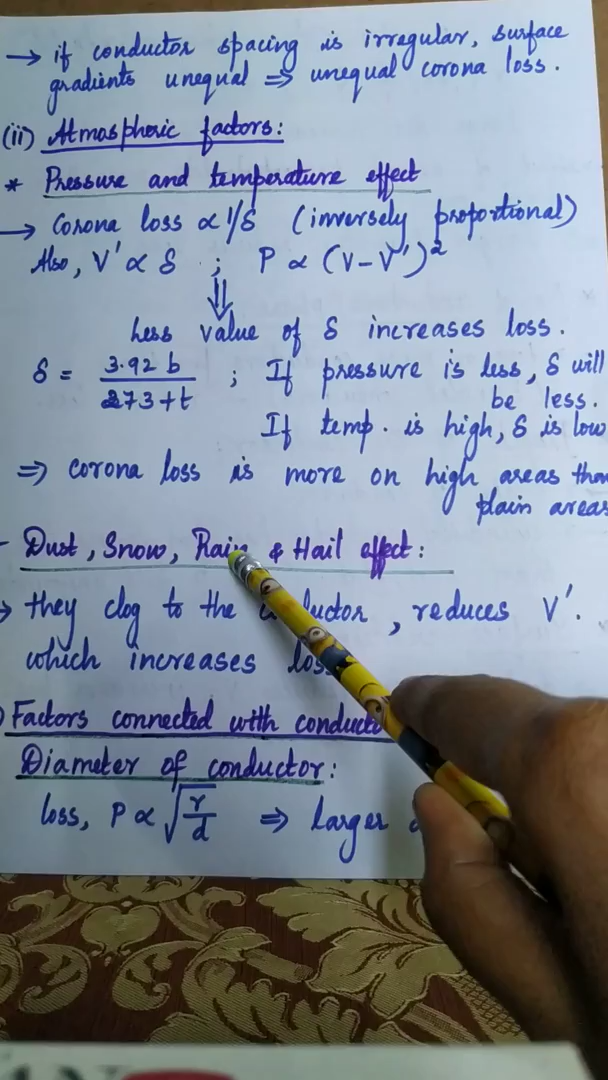 → if conductor spacing is irregular, surface
gradients unequal ⇒ unequal corona loss.
(ii) Atmospheric factors:
* Pressure and temperature effect
→ Corona loss ∝ 1/δ (inversely proportional)
Also, V' ∝ δ ; P ∝ (V-V')²
⇓
Less value of δ increases loss.
δ = 3.92 b / 273+t ; If pressure is less, δ will
be less.
If temp. is high, δ is low
⇒ corona loss is more on high areas than
plain areas
- Dust, Snow, Rain & Hail effect:
→ they clog to the conductor, reduces V'.
which increases loss
) Factors connected with
Diameter of conductor:
loss, P ∝ √(r/d) ⇒ larger